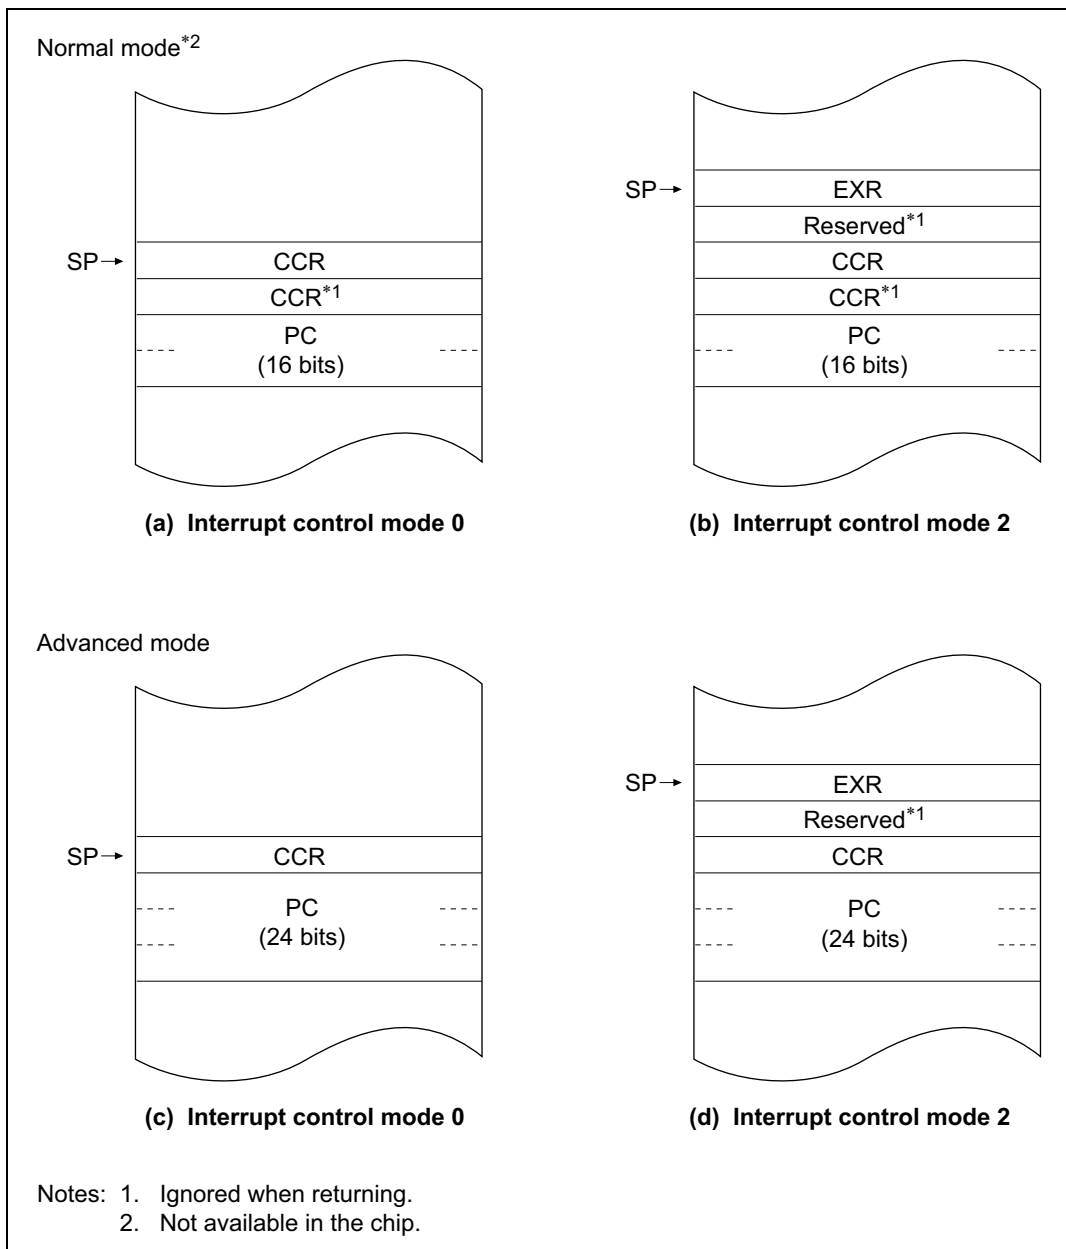 Normal mode*2
SP→ CCR
CCR*1
PC
(16 bits)
(a) Interrupt control mode 0
SP→ EXR
Reserved*1
CCR
CCR*1
PC
(16 bits)
(b) Interrupt control mode 2
Advanced mode
SP→ CCR
PC
(24 bits)
(c) Interrupt control mode 0
SP→ EXR
Reserved*1
CCR
PC
(24 bits)
(d) Interrupt control mode 2
Notes: 1. Ignored when returning.
2. Not available in the chip.